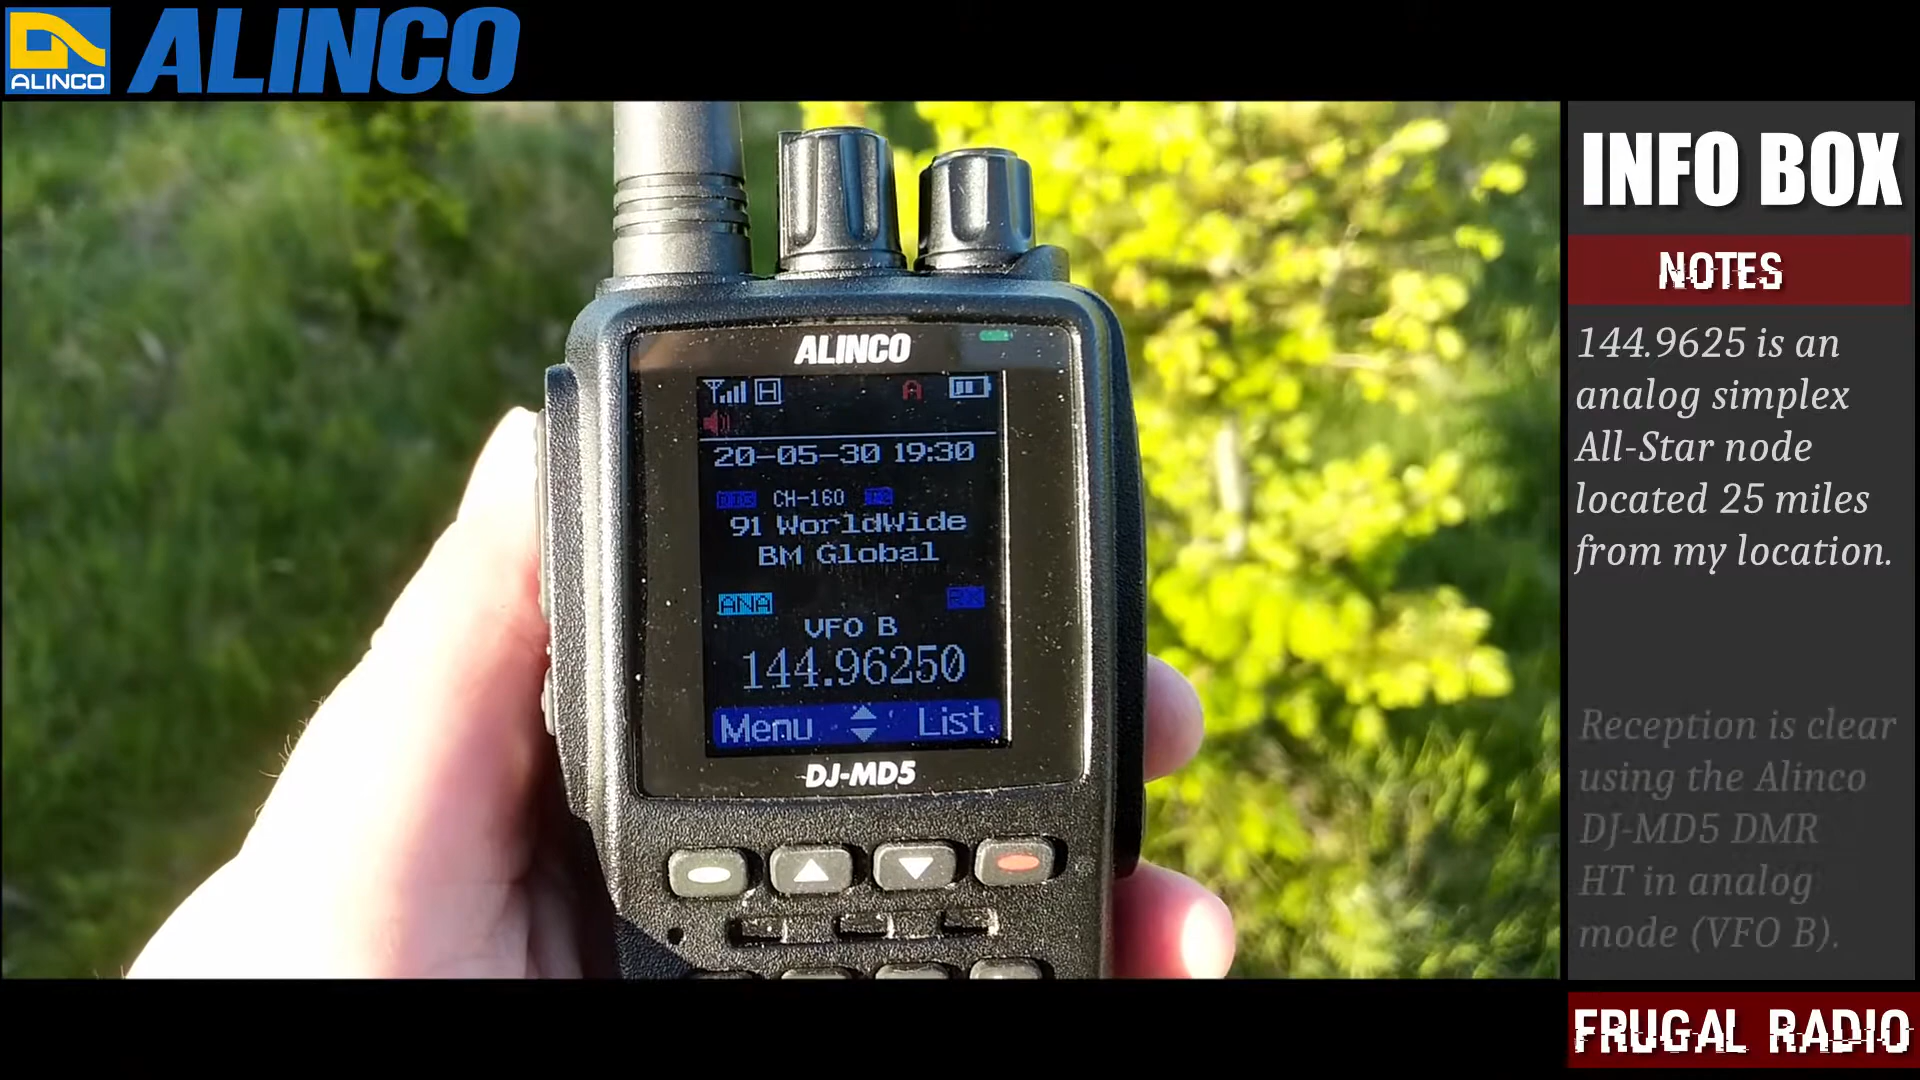 ALINCO
ALINCO
INFO BOX
NOTES
144.9625 is an
analog simplex
All-Star node
located 25 miles
from my location.
Reception is clear
using the Alinco
DJ-MD5 DMR
HT in analog
mode (VFO B).
FRUGAL RADIO
ALINCO
H A
20-05-30 19:30
CH-160
91 WorldWide
BM Global
ANA RX
VFO B
144.96250
Menu List
DJ-MD5